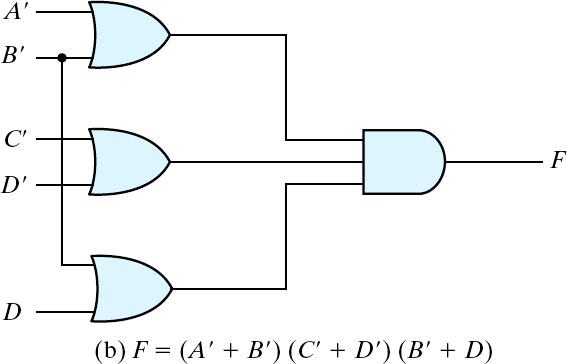 A′
B′
C′
D′
F
D
(b) F = (A′ + B′) (C′ + D′) (B′ + D)